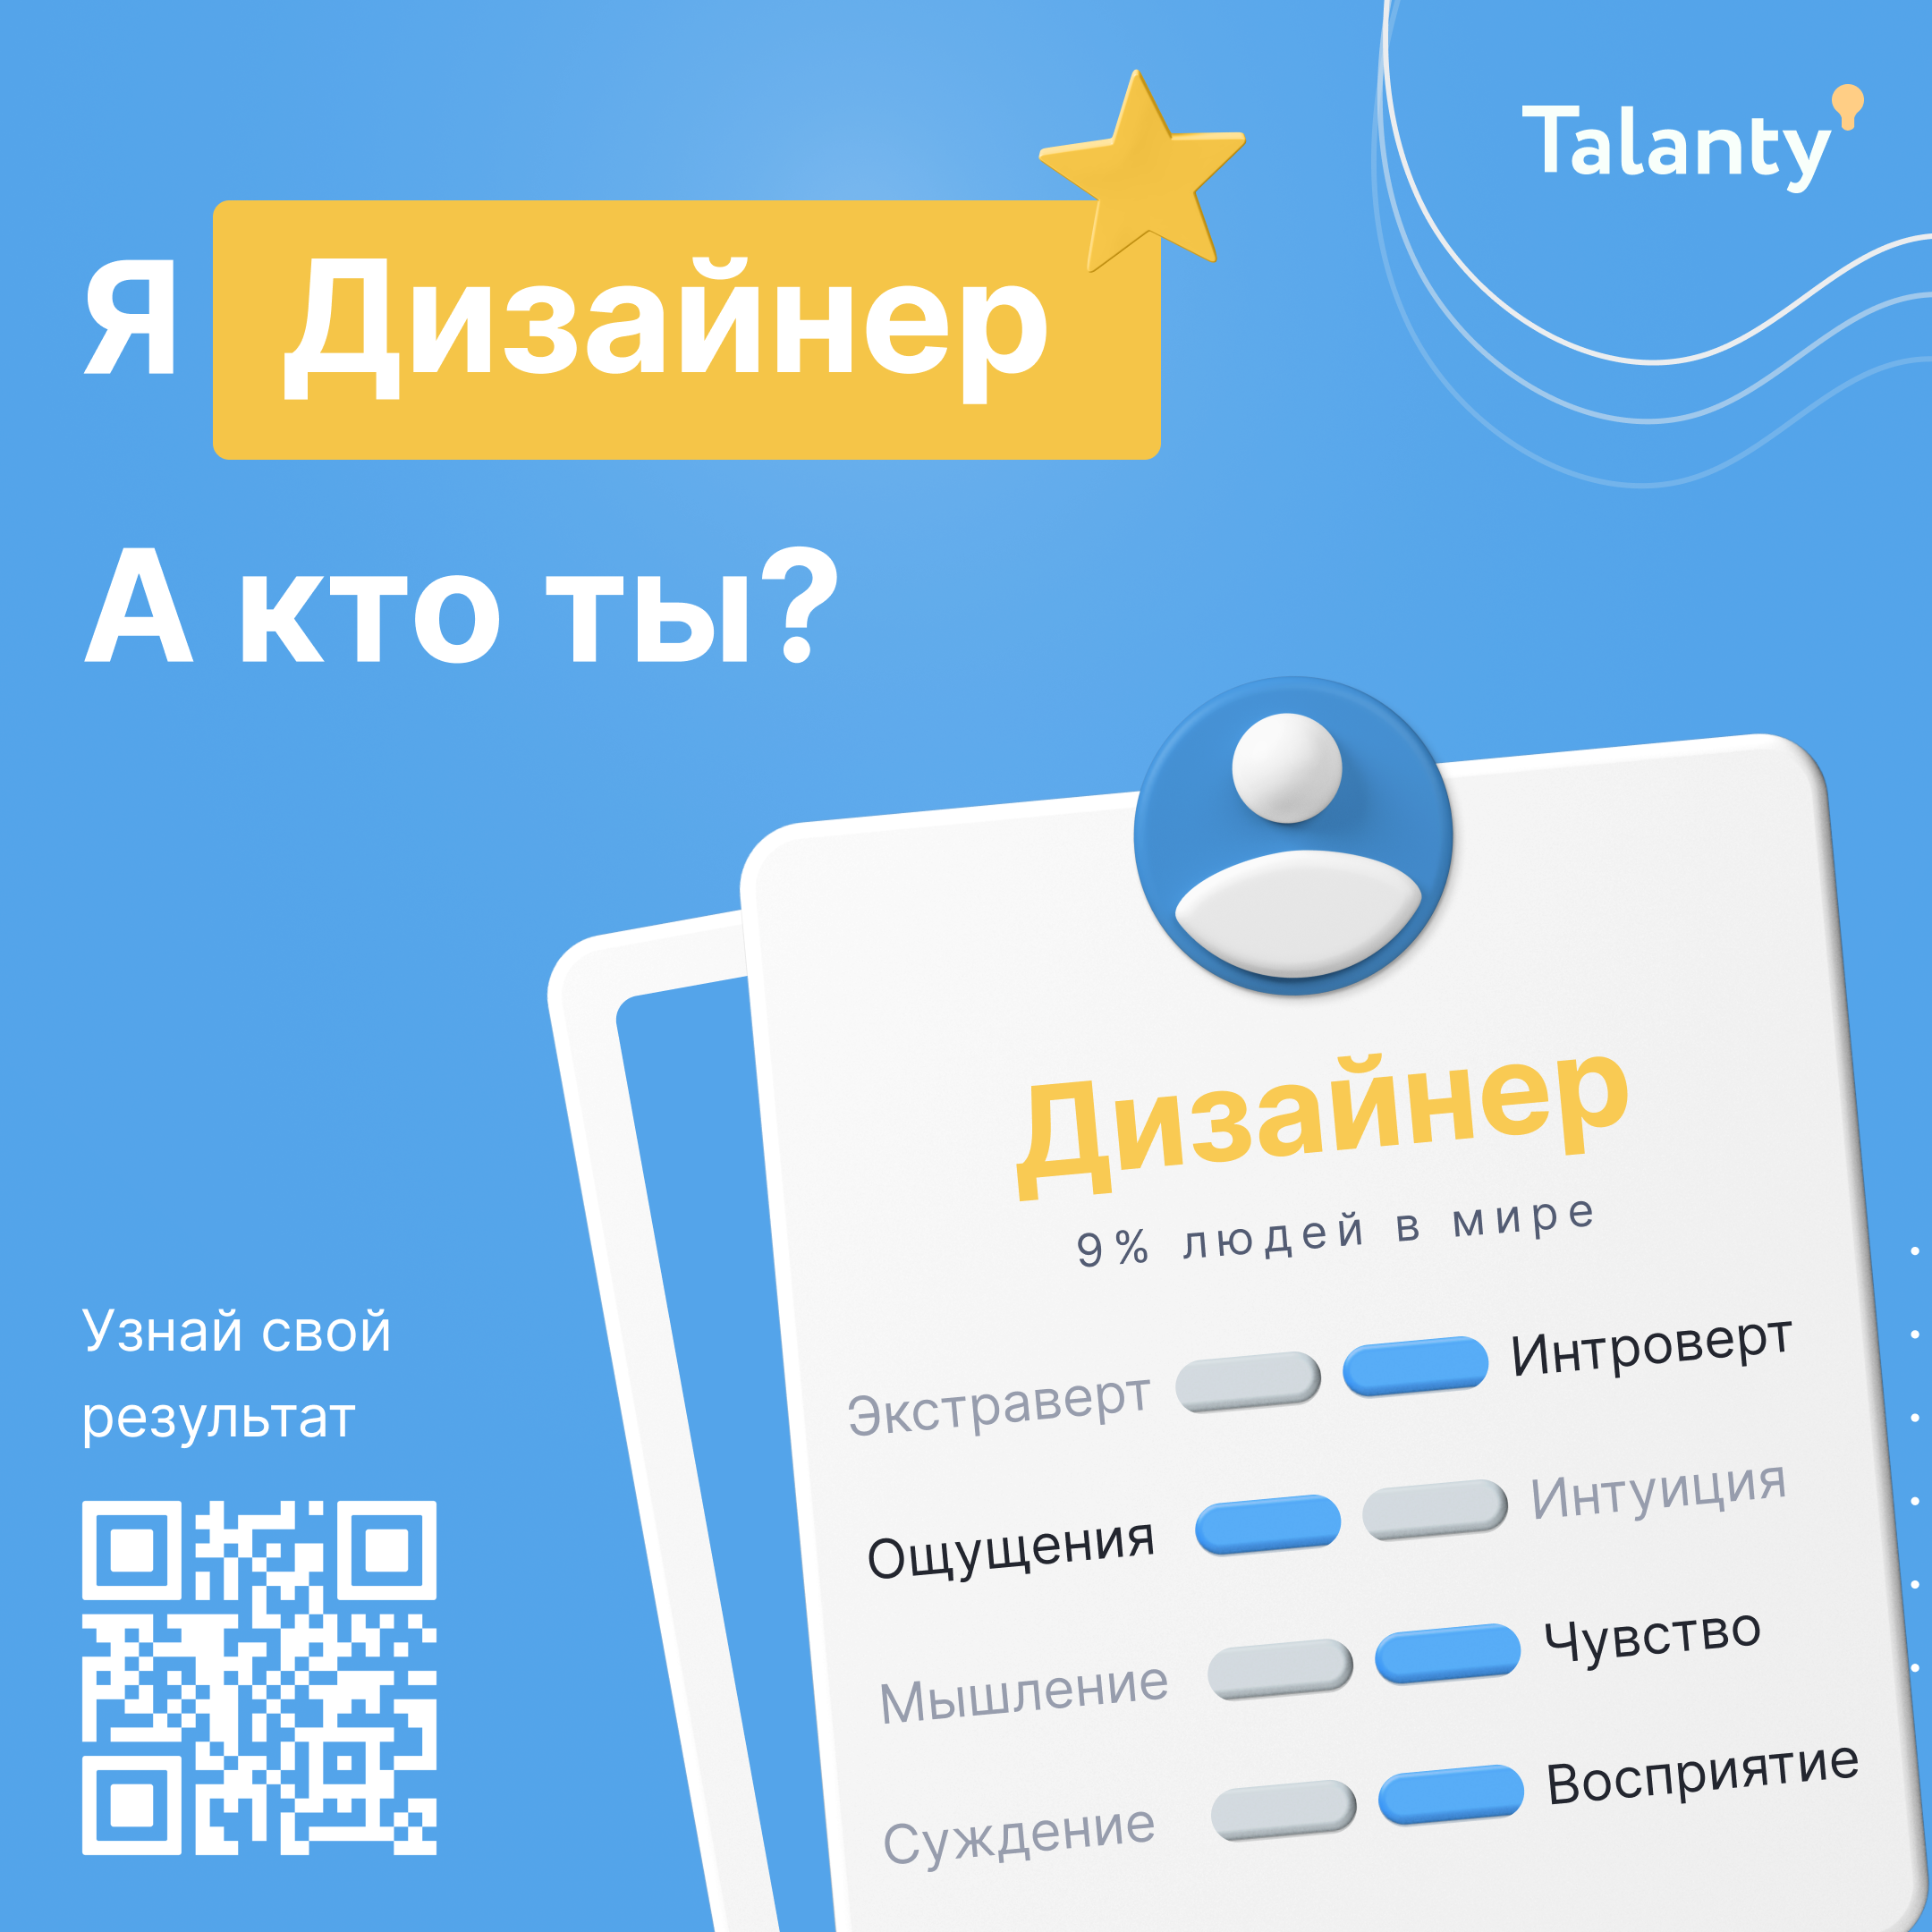 Talanty
Я Дизайнер
А кто ты?
Дизайнер
9% людей в мире
Экстраверт Интроверт
Ощущения Интуиция
Мышление Чувство
Суждение Восприятие
Узнай свой
результат